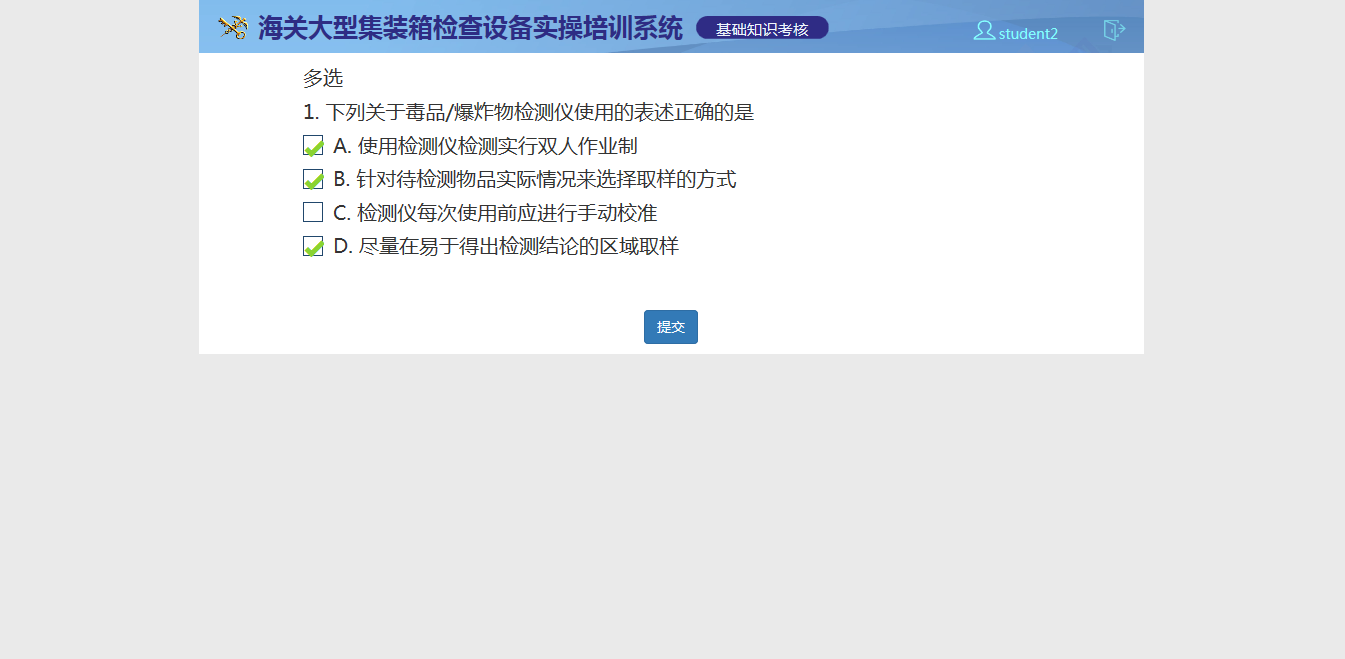 海关大型集装箱检查设备实操培训系统 基础知识考核 student2
多选
1. 下列关于毒品/爆炸物检测仪使用的表述正确的是
A. 使用检测仪检测实行双人作业制
B. 针对待检测物品实际情况来选择取样的方式
C. 检测仪每次使用前应进行手动校准
D. 尽量在易于得出检测结论的区域取样
提交